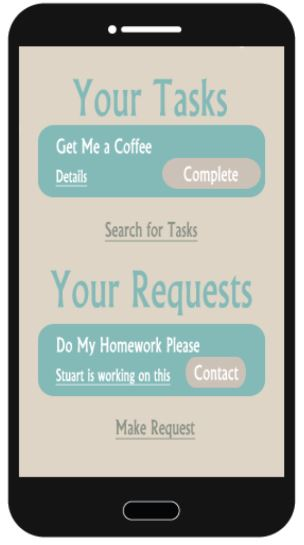 Your Tasks
Get Me a Coffee
Details
Complete
Search for Tasks
Your Requests
Do My Homework Please
Stuart is working on this
Contact
Make Request